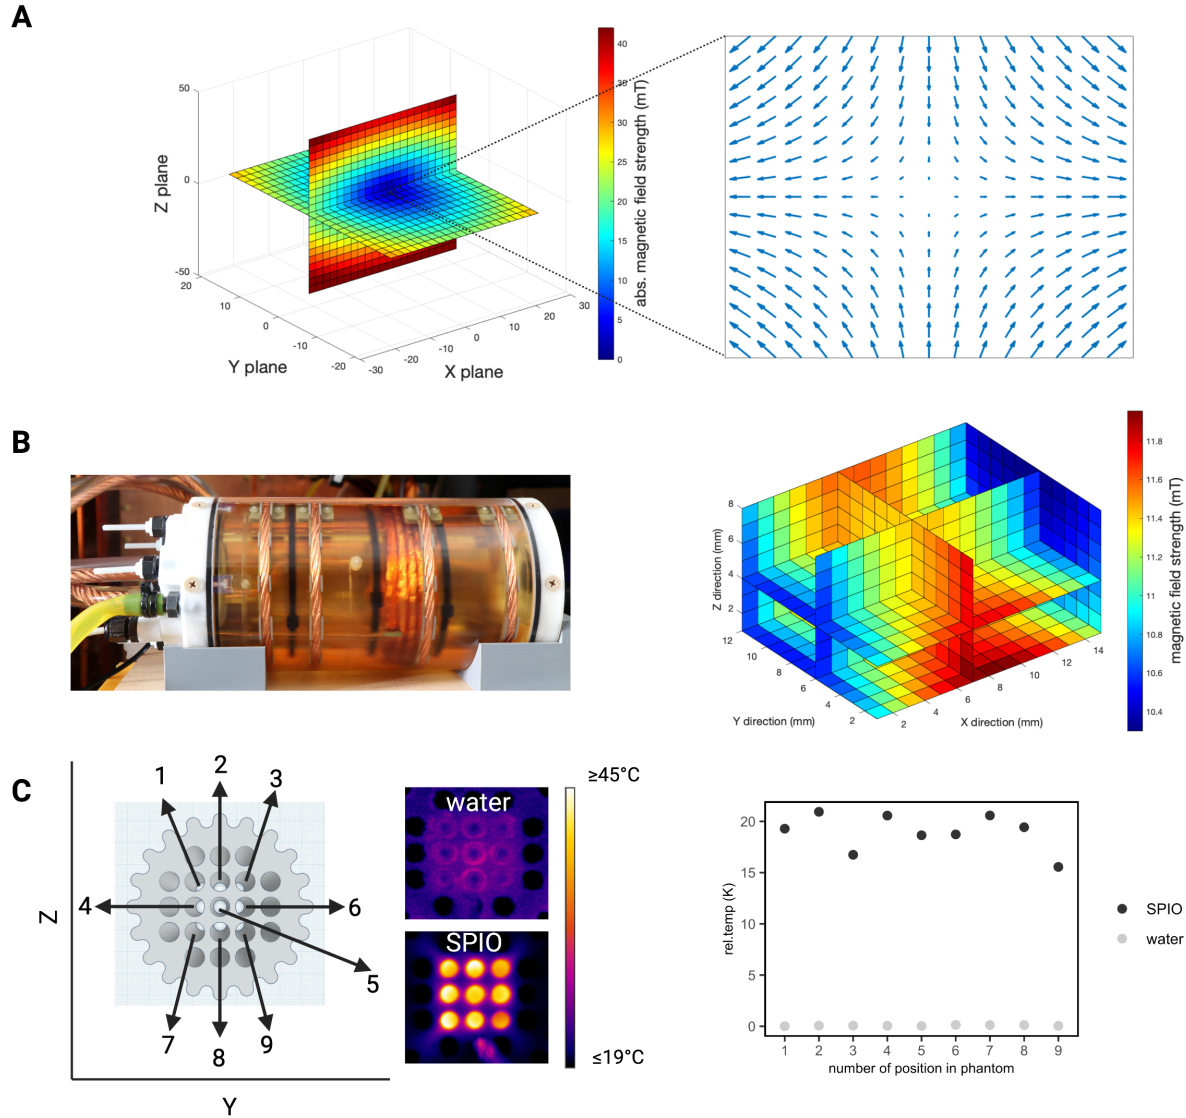 A
50
0
-50
Z plane
20
10
0
-10
-20
Y plane
-30
-20
-10
0
10
20
30
X plane
40
35
30
25
20
15
10
5
0
abs. magnetic field strength (mT)
B
8
6
4
2
Z direction (mm)
12
10
8
6
4
2
Y direction (mm)
2
4
6
8
10
12
14
X direction (mm)
11.8
11.6
11.4
11.2
11
10.8
10.6
10.4
magnetic field strength (mT)
C
1
2
3
4
6
5
7
8
9
Z
Y
water
SPIO
≥45°C
≤19°C
20
15
10
5
0
rel.temp (K)
1 2 3 4 5 6 7 8 9
number of position in phantom
SPIO
water